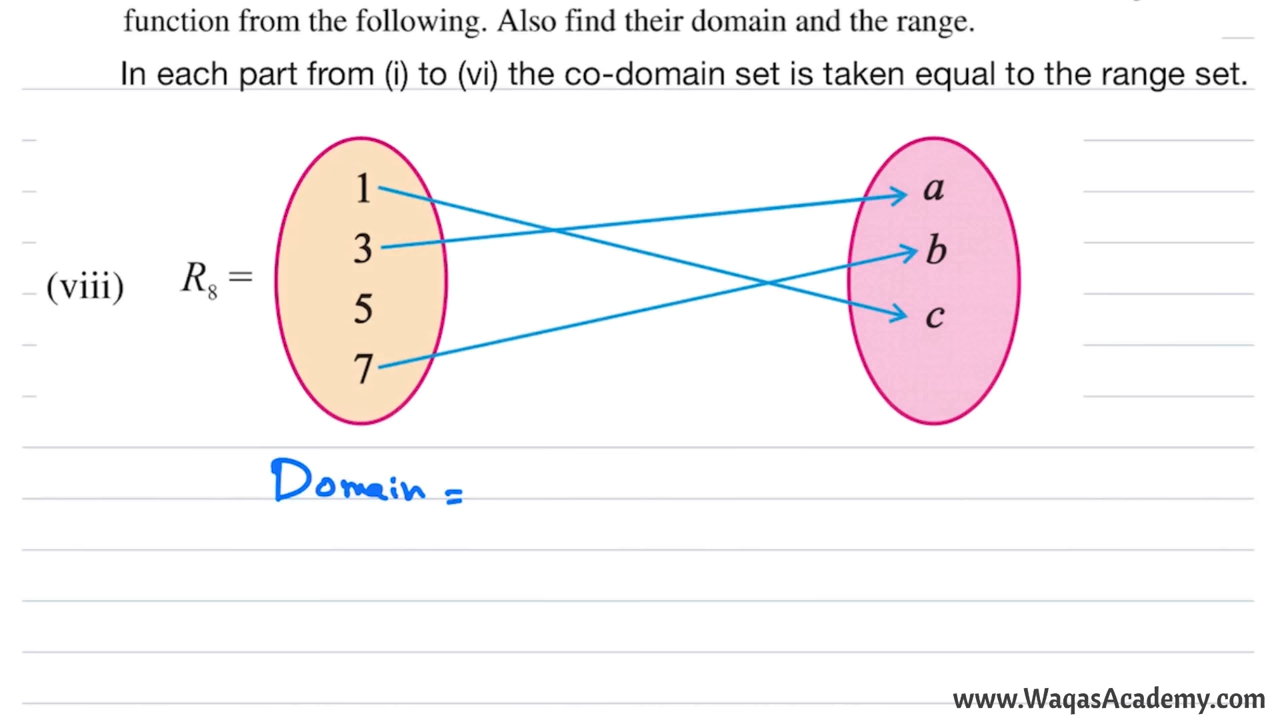 function from the following. Also find their domain and the range.
In each part from (i) to (vi) the co-domain set is taken equal to the range set.
1
a
3
b
(viii) R₈ =
5
c
7
Domain =
www.WaqasAcademy.com